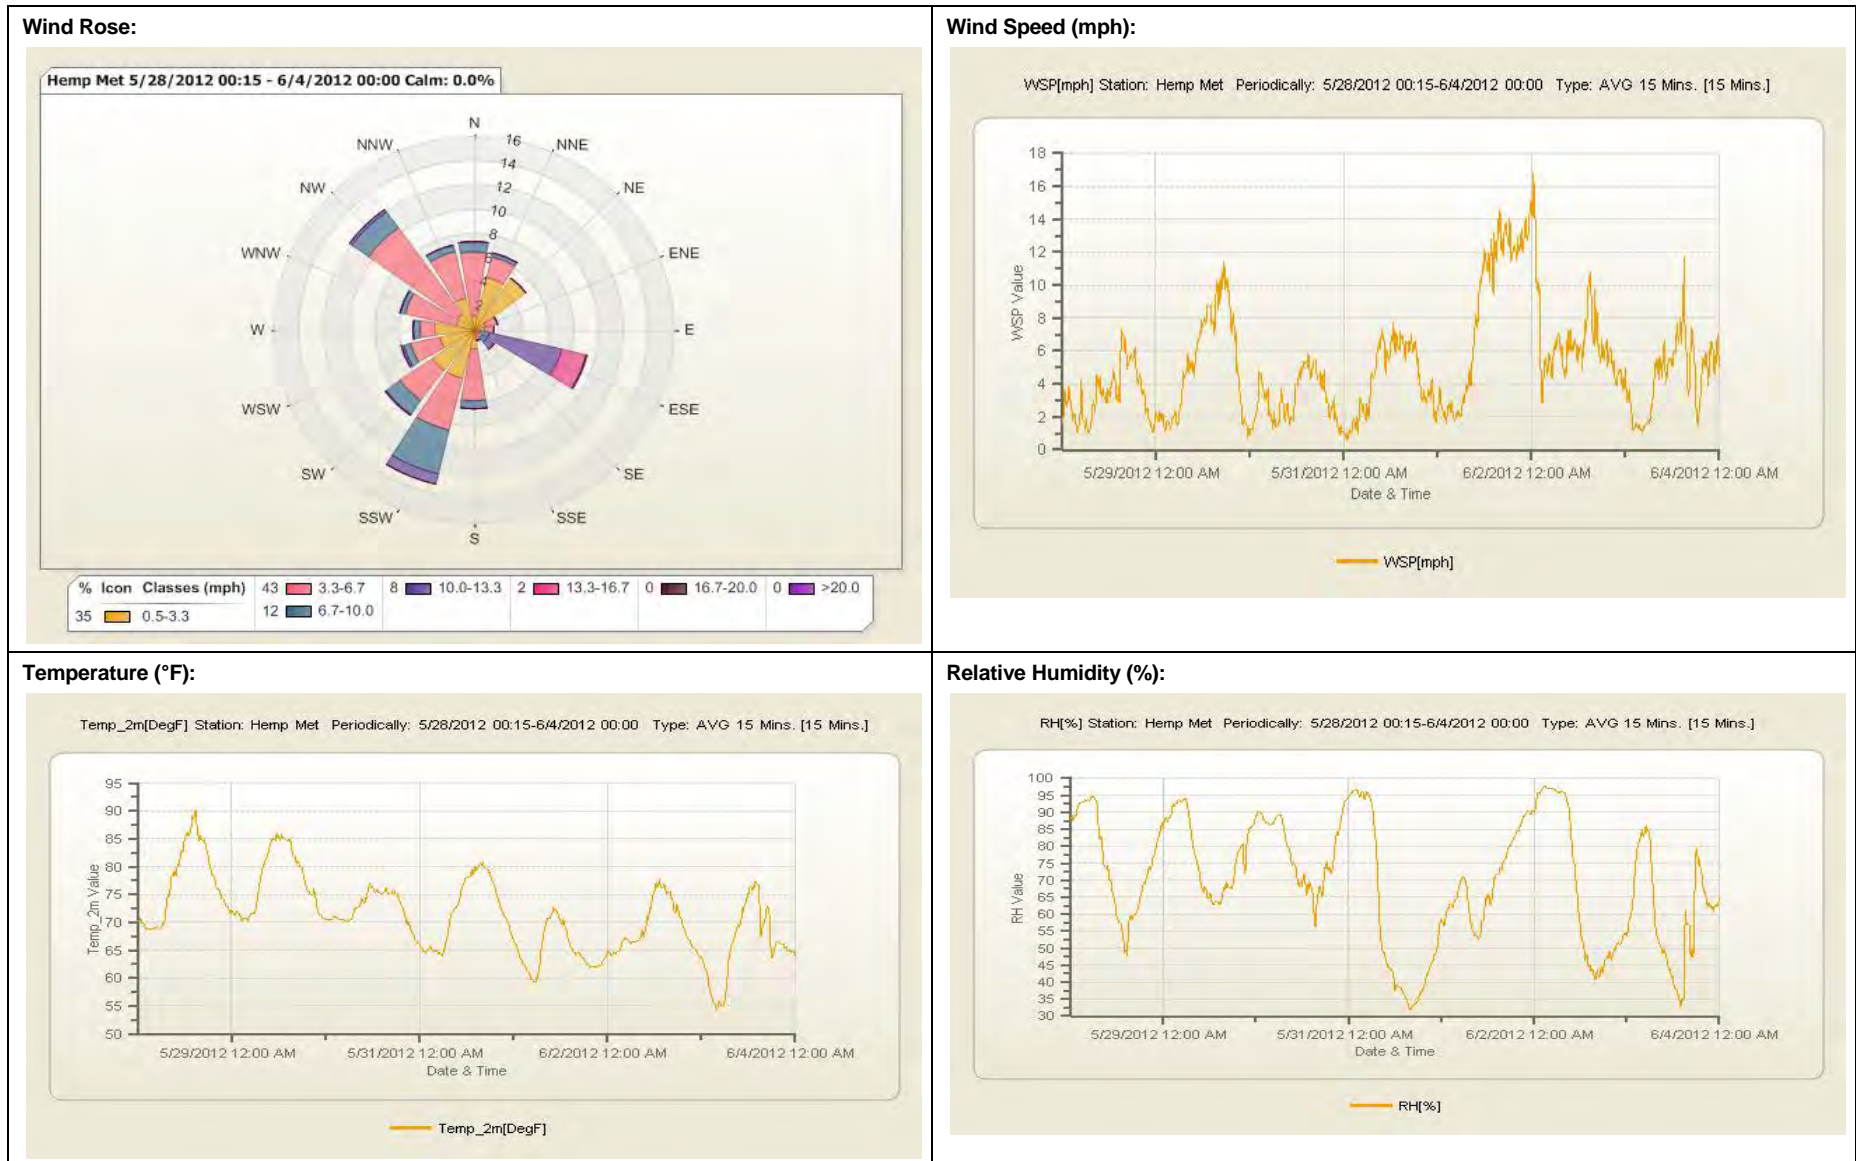 Wind Rose:
Hemp Met 5/28/2012 00:15 - 6/4/2012 00:00 Calm: 0.0%
N
NNW
16
NNE
14
NW
12
NE
10
8
WNW
ENE
6
4
2
W
E
WSW
ESE
SW
SE
SSW
SSE
S
% Icon Classes (mph)
35 0.5-3.3
43 3.3-6.7
12 6.7-10.0
8 10.0-13.3
2 13.3-16.7
0 16.7-20.0
0 >20.0
Wind Speed (mph):
WSP[mph] Station: Hemp Met Periodically: 5/28/2012 00:15-6/4/2012 00:00 Type: AVG 15 Mins. [15 Mins.]
18
16
14
12
10
8
6
4
2
0
WSP Value
5/29/2012 12:00 AM 5/31/2012 12:00 AM 6/2/2012 12:00 AM 6/4/2012 12:00 AM
Date & Time
WSP[mph]
Temperature (°F):
Temp_2m[DegF] Station: Hemp Met Periodically: 5/28/2012 00:15-6/4/2012 00:00 Type: AVG 15 Mins. [15 Mins.]
95
90
85
80
75
70
65
60
55
50
Temp_2m Value
5/29/2012 12:00 AM 5/31/2012 12:00 AM 6/2/2012 12:00 AM 6/4/2012 12:00 AM
Date & Time
Temp_2m[DegF]
Relative Humidity (%):
RH[%] Station: Hemp Met Periodically: 5/28/2012 00:15-6/4/2012 00:00 Type: AVG 15 Mins. [15 Mins.]
100
95
90
85
80
75
70
65
60
55
50
45
40
35
30
RH Value
5/29/2012 12:00 AM 5/31/2012 12:00 AM 6/2/2012 12:00 AM 6/4/2012 12:00 AM
Date & Time
RH[%]